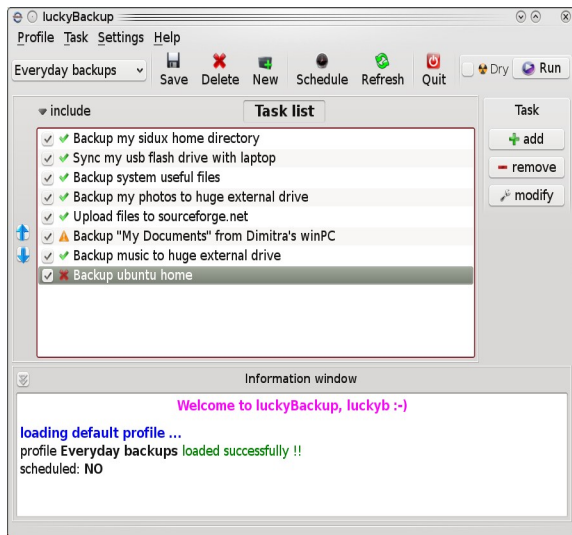 luckyBackup
Profile Task Settings Help
Everyday backups Save Delete New Schedule Refresh Quit Dry Run
include Task list Task
Backup my sidux home directory
Sync my usb flash drive with laptop
Backup system useful files
Backup my photos to huge external drive
Upload files to sourceforge.net
Backup "My Documents" from Dimitra's winPC
Backup music to huge external drive
Backup ubuntu home
add
remove
modify
Information window
Welcome to luckyBackup, luckyb :-)
loading default profile ...
profile Everyday backups loaded successfully !!
scheduled: NO